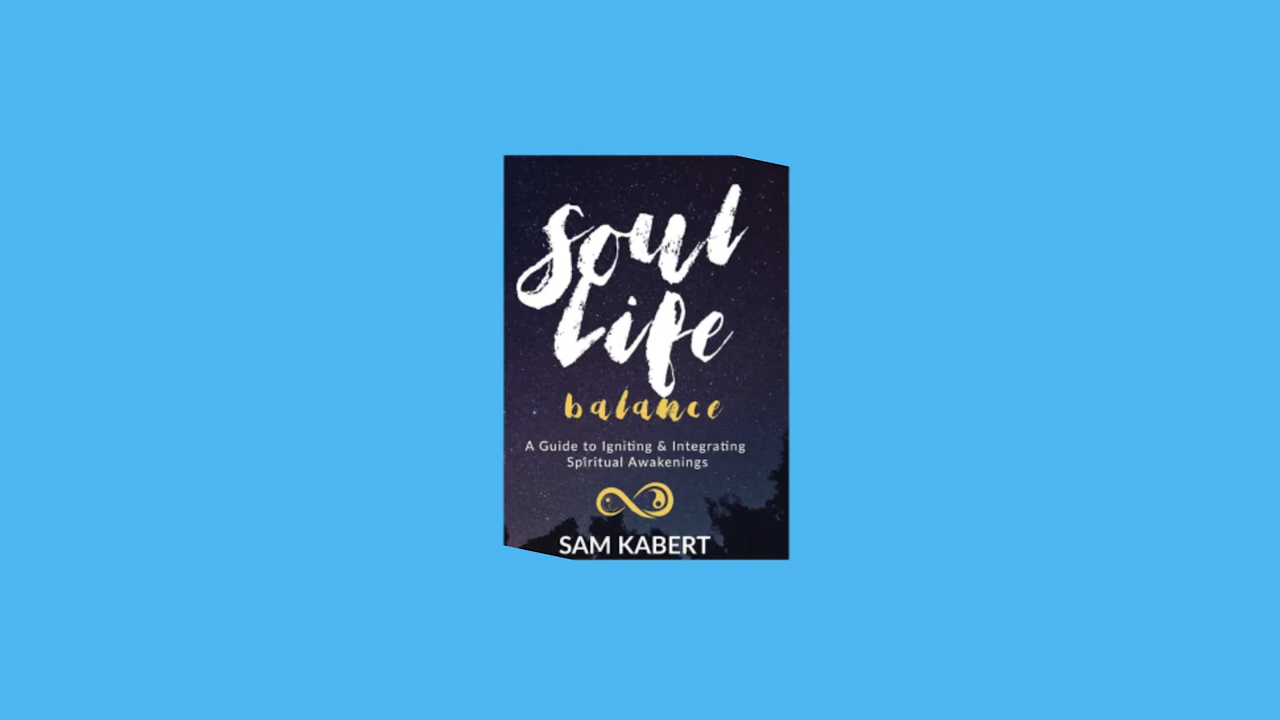 Soul
Life
balance
A Guide to Igniting & Integrating
Spiritual Awakenings
SAM KABERT